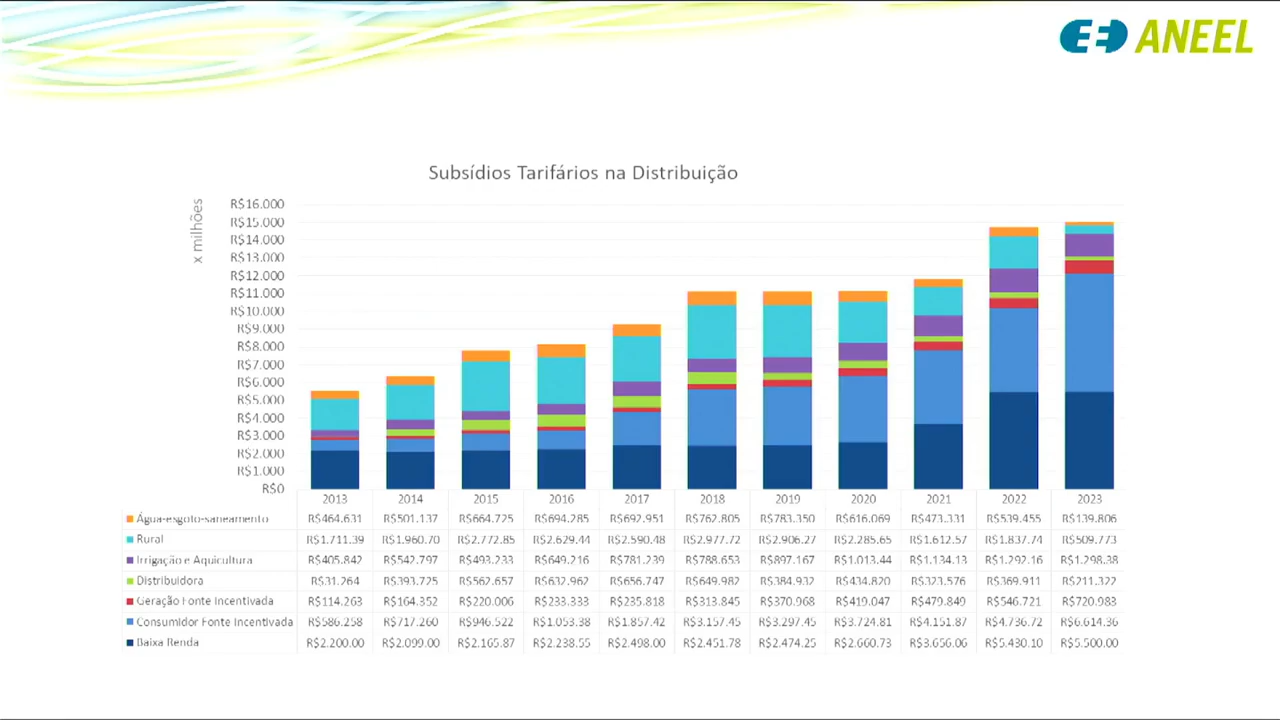 ANEEL
Subsídios Tarifários na Distribuição
x milhões
R$16.000
R$15.000
R$14.000
R$13.000
R$12.000
R$11.000
R$10.000
R$9.000
R$8.000
R$7.000
R$6.000
R$5.000
R$4.000
R$3.000
R$2.000
R$1.000
R$0
2013 2014 2015 2016 2017 2018 2019 2020 2021 2022 2023
Água-esgoto-saneamento R$464.631 R$501.137 R$664.725 R$694.285 R$692.951 R$762.805 R$783.350 R$616.069 R$473.331 R$539.455 R$139.806
Rural R$1.711.39 R$1.960.70 R$2.772.85 R$2.629.44 R$2.590.48 R$2.977.72 R$2.906.27 R$2.285.65 R$1.612.57 R$1.837.74 R$509.773
Irrigação e Aquicultura R$405.842 R$542.797 R$493.233 R$649.216 R$781.239 R$788.653 R$897.167 R$1.013.44 R$1.134.13 R$1.292.16 R$1.298.38
Distribuidora R$31.264 R$393.725 R$562.657 R$632.962 R$656.747 R$649.982 R$384.932 R$434.820 R$323.576 R$369.911 R$211.322
Geração Fonte Incentivada R$114.263 R$164.352 R$220.006 R$233.333 R$235.818 R$313.845 R$370.968 R$419.047 R$479.849 R$546.721 R$720.983
Consumidor Fonte Incentivada R$586.258 R$717.260 R$946.522 R$1.053.38 R$1.857.42 R$3.157.45 R$3.297.45 R$3.724.81 R$4.151.87 R$4.736.72 R$6.614.36
Baixa Renda R$2.200.00 R$2.099.00 R$2.165.87 R$2.238.55 R$2.498.00 R$2.451.78 R$2.474.25 R$2.660.73 R$3.656.06 R$5.430.10 R$5.500.00